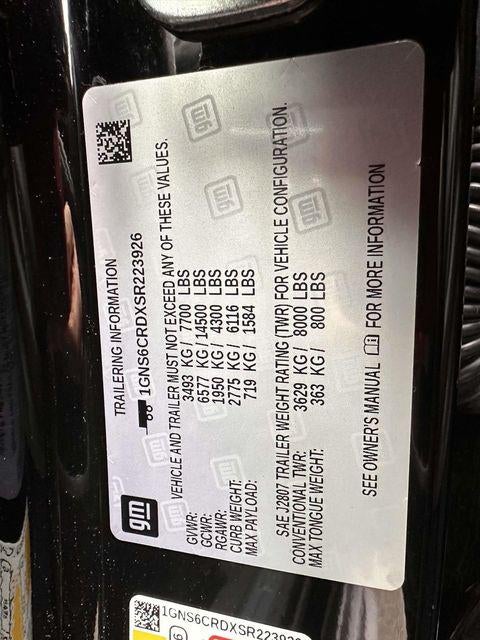 gm
TRAILERING INFORMATION
1GNS6CRDXSR223926
VEHICLE AND TRAILER MUST NOT EXCEED ANY OF THESE VALUES.
GVWR: 3493 KG / 7700 LBS
GCWR: 6577 KG / 14500 LBS
RGAWR: 1950 KG / 4300 LBS
CURB WEIGHT: 2775 KG / 6116 LBS
MAX PAYLOAD: 719 KG / 1584 LBS
SAE J2807 TRAILER WEIGHT RATING (TWR) FOR VEHICLE CONFIGURATION.
CONVENTIONAL TWR: 3629 KG / 8000 LBS
MAX TONGUE WEIGHT: 363 KG / 800 LBS
SEE OWNER'S MANUAL FOR MORE INFORMATION
1GNS6CRDXSR223926